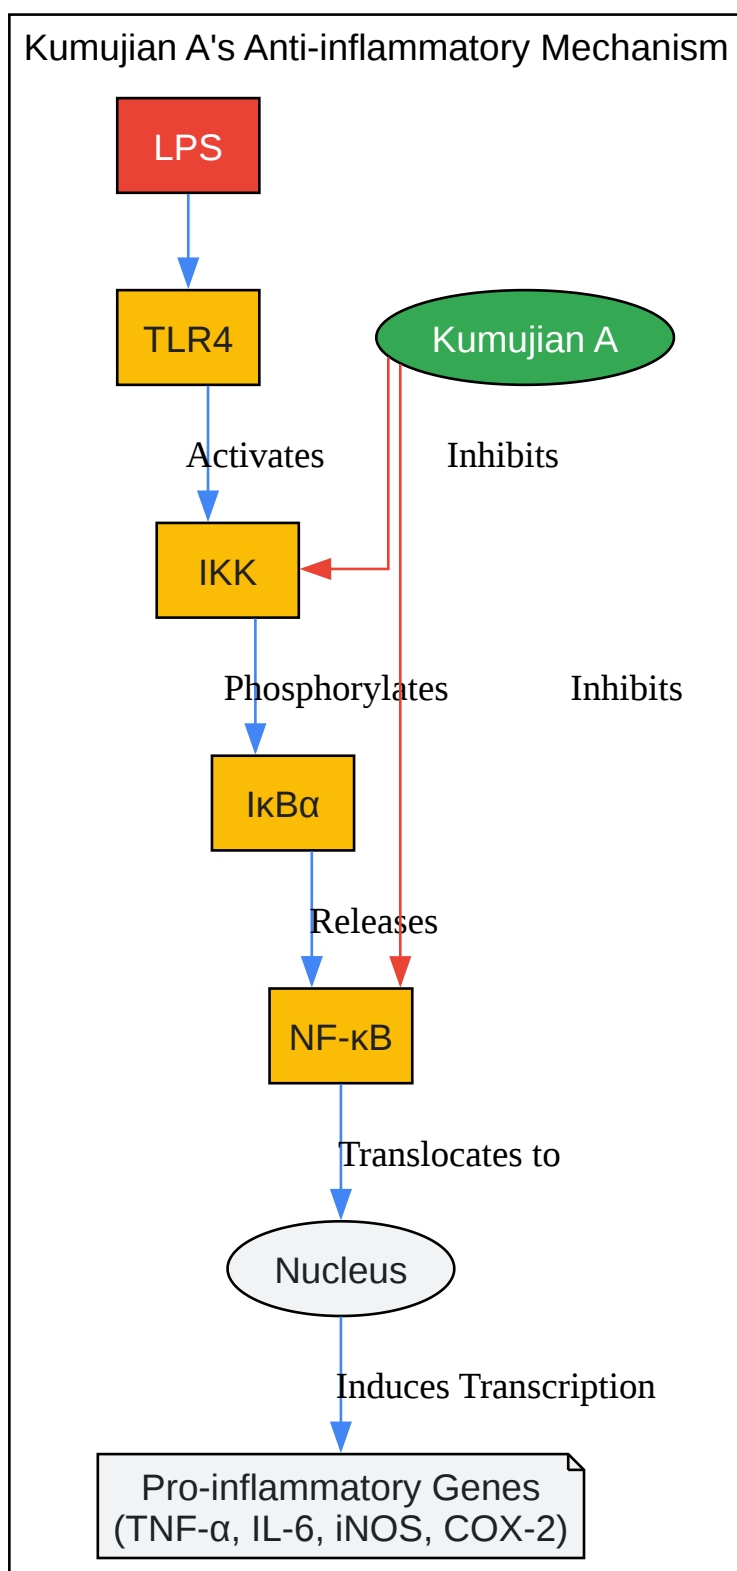 Kumujian A's Anti-inflammatory Mechanism
LPS
TLR4
Kumujian A
Activates
Inhibits
IKK
Phosphorylates
Inhibits
IκBα
Releases
NF-κB
Translocates to
Nucleus
Induces Transcription
Pro-inflammatory Genes
(TNF-α, IL-6, iNOS, COX-2)